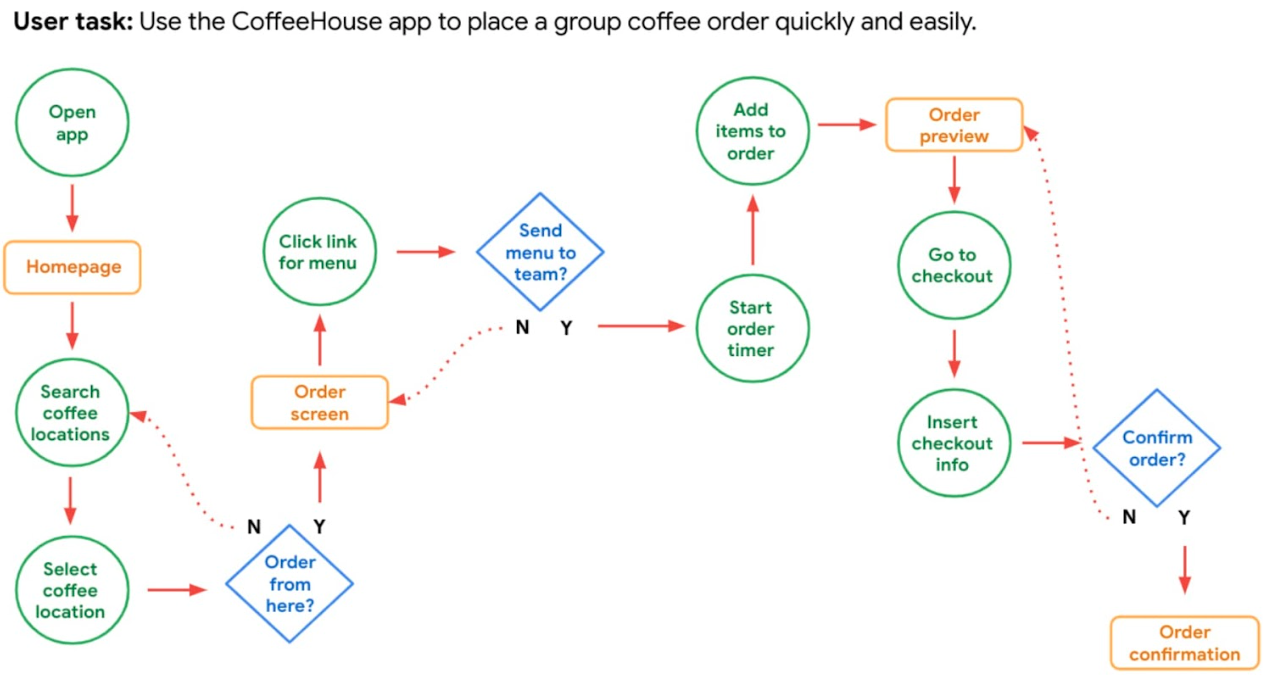 User task: Use the CoffeeHouse app to place a group coffee order quickly and easily.
Open
app
Homepage
Search
coffee
locations
Select
coffee
location
Order
from
here?
N
Y
Order
screen
Click link
for menu
Send
menu to
team?
N
Y
Start
order
timer
Add
items to
order
Order
preview
Go to
checkout
Insert
checkout
info
Confirm
order?
N
Y
Order
confirmation